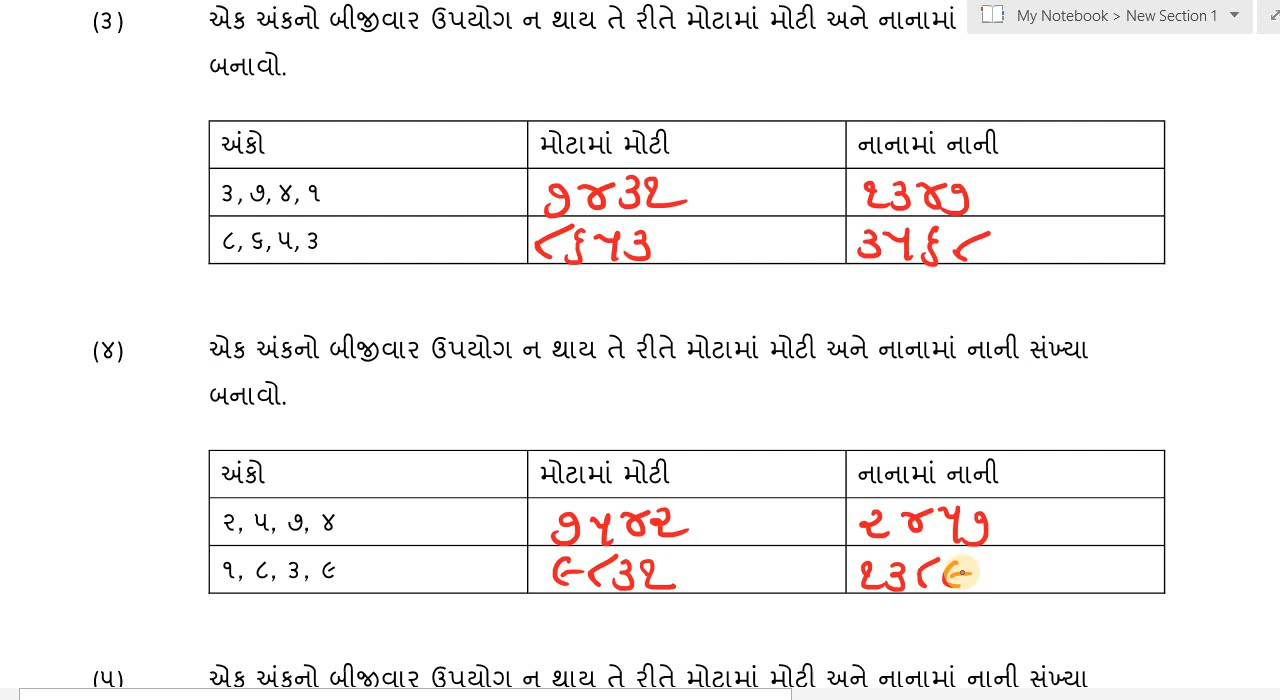 (૩) એક અંકનો બીજીવાર ઉપયોગ ન થાય તે રીતે મોટામાં મોટી અને નાનામાં My Notebook > New Section 1
બનાવો.
અંકો મોટામાં મોટી નાનામાં નાની
૩, ૭, ૪, ૧ ૭૪૩૧ ૧૩૪૭
૮, ૬, ૫, ૩ ૮૬૫૩ ૩૫૬૮
(૪) એક અંકનો બીજીવાર ઉપયોગ ન થાય તે રીતે મોટામાં મોટી અને નાનામાં નાની સંખ્યા
બનાવો.
અંકો મોટામાં મોટી નાનામાં નાની
૨, ૫, ૭, ૪ ૭૫૪૨ ૨૪૫૭
૧, ૮, ૩, ૯ ૯૮૩૧ ૧૩૮૯
(૫) એક અંકનો બીજીવાર ઉપયોગ ન થાય તે રીતે મોટામાં મોટી અને નાનામાં નાની સંખ્યા